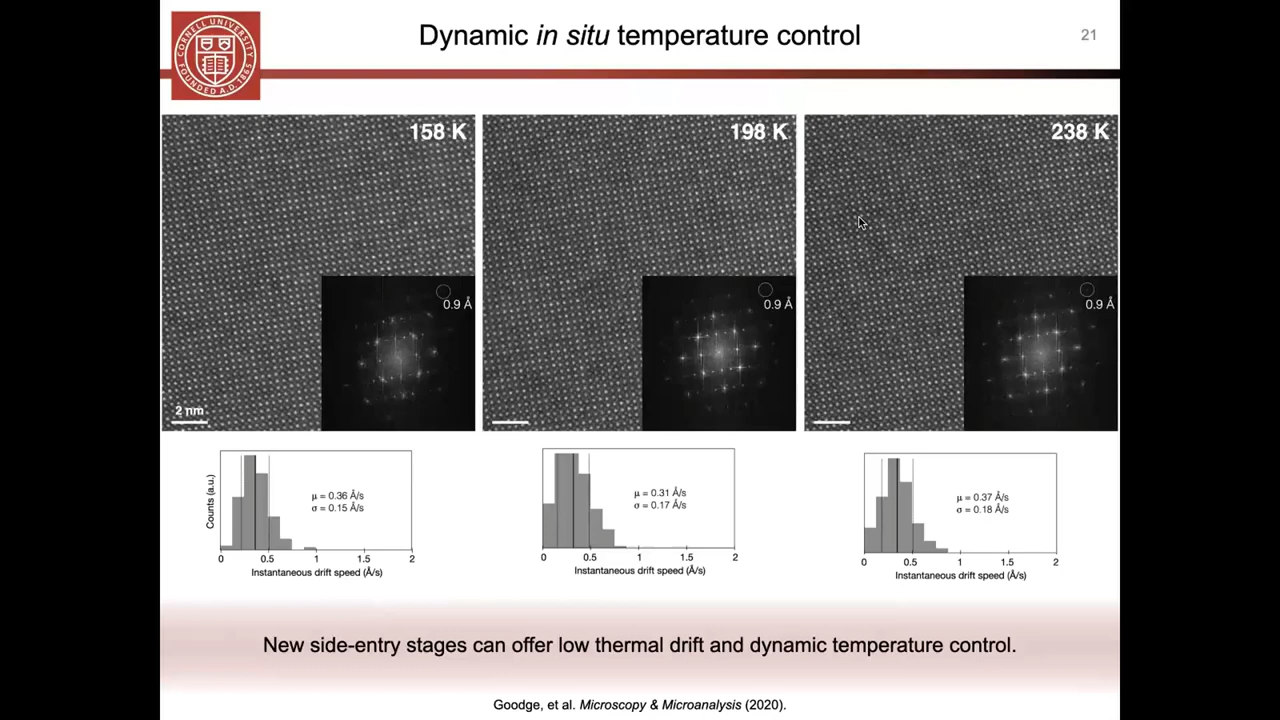 CORNELL UNIVERSITY
FOUNDED A.D. 1865
Dynamic in situ temperature control
21
158 K
198 K
238 K
0.9 Å
0.9 Å
0.9 Å
2 nm
Counts (a.u.)
μ = 0.36 Å/s
σ = 0.15 Å/s
0 0.5 1 1.5 2
Instantaneous drift speed (Å/s)
μ = 0.31 Å/s
σ = 0.17 Å/s
0 0.5 1 1.5 2
Instantaneous drift speed (Å/s)
μ = 0.37 Å/s
σ = 0.18 Å/s
0 0.5 1 1.5 2
Instantaneous drift speed (Å/s)
New side-entry stages can offer low thermal drift and dynamic temperature control.
Goodge, et al. Microscopy & Microanalysis (2020).